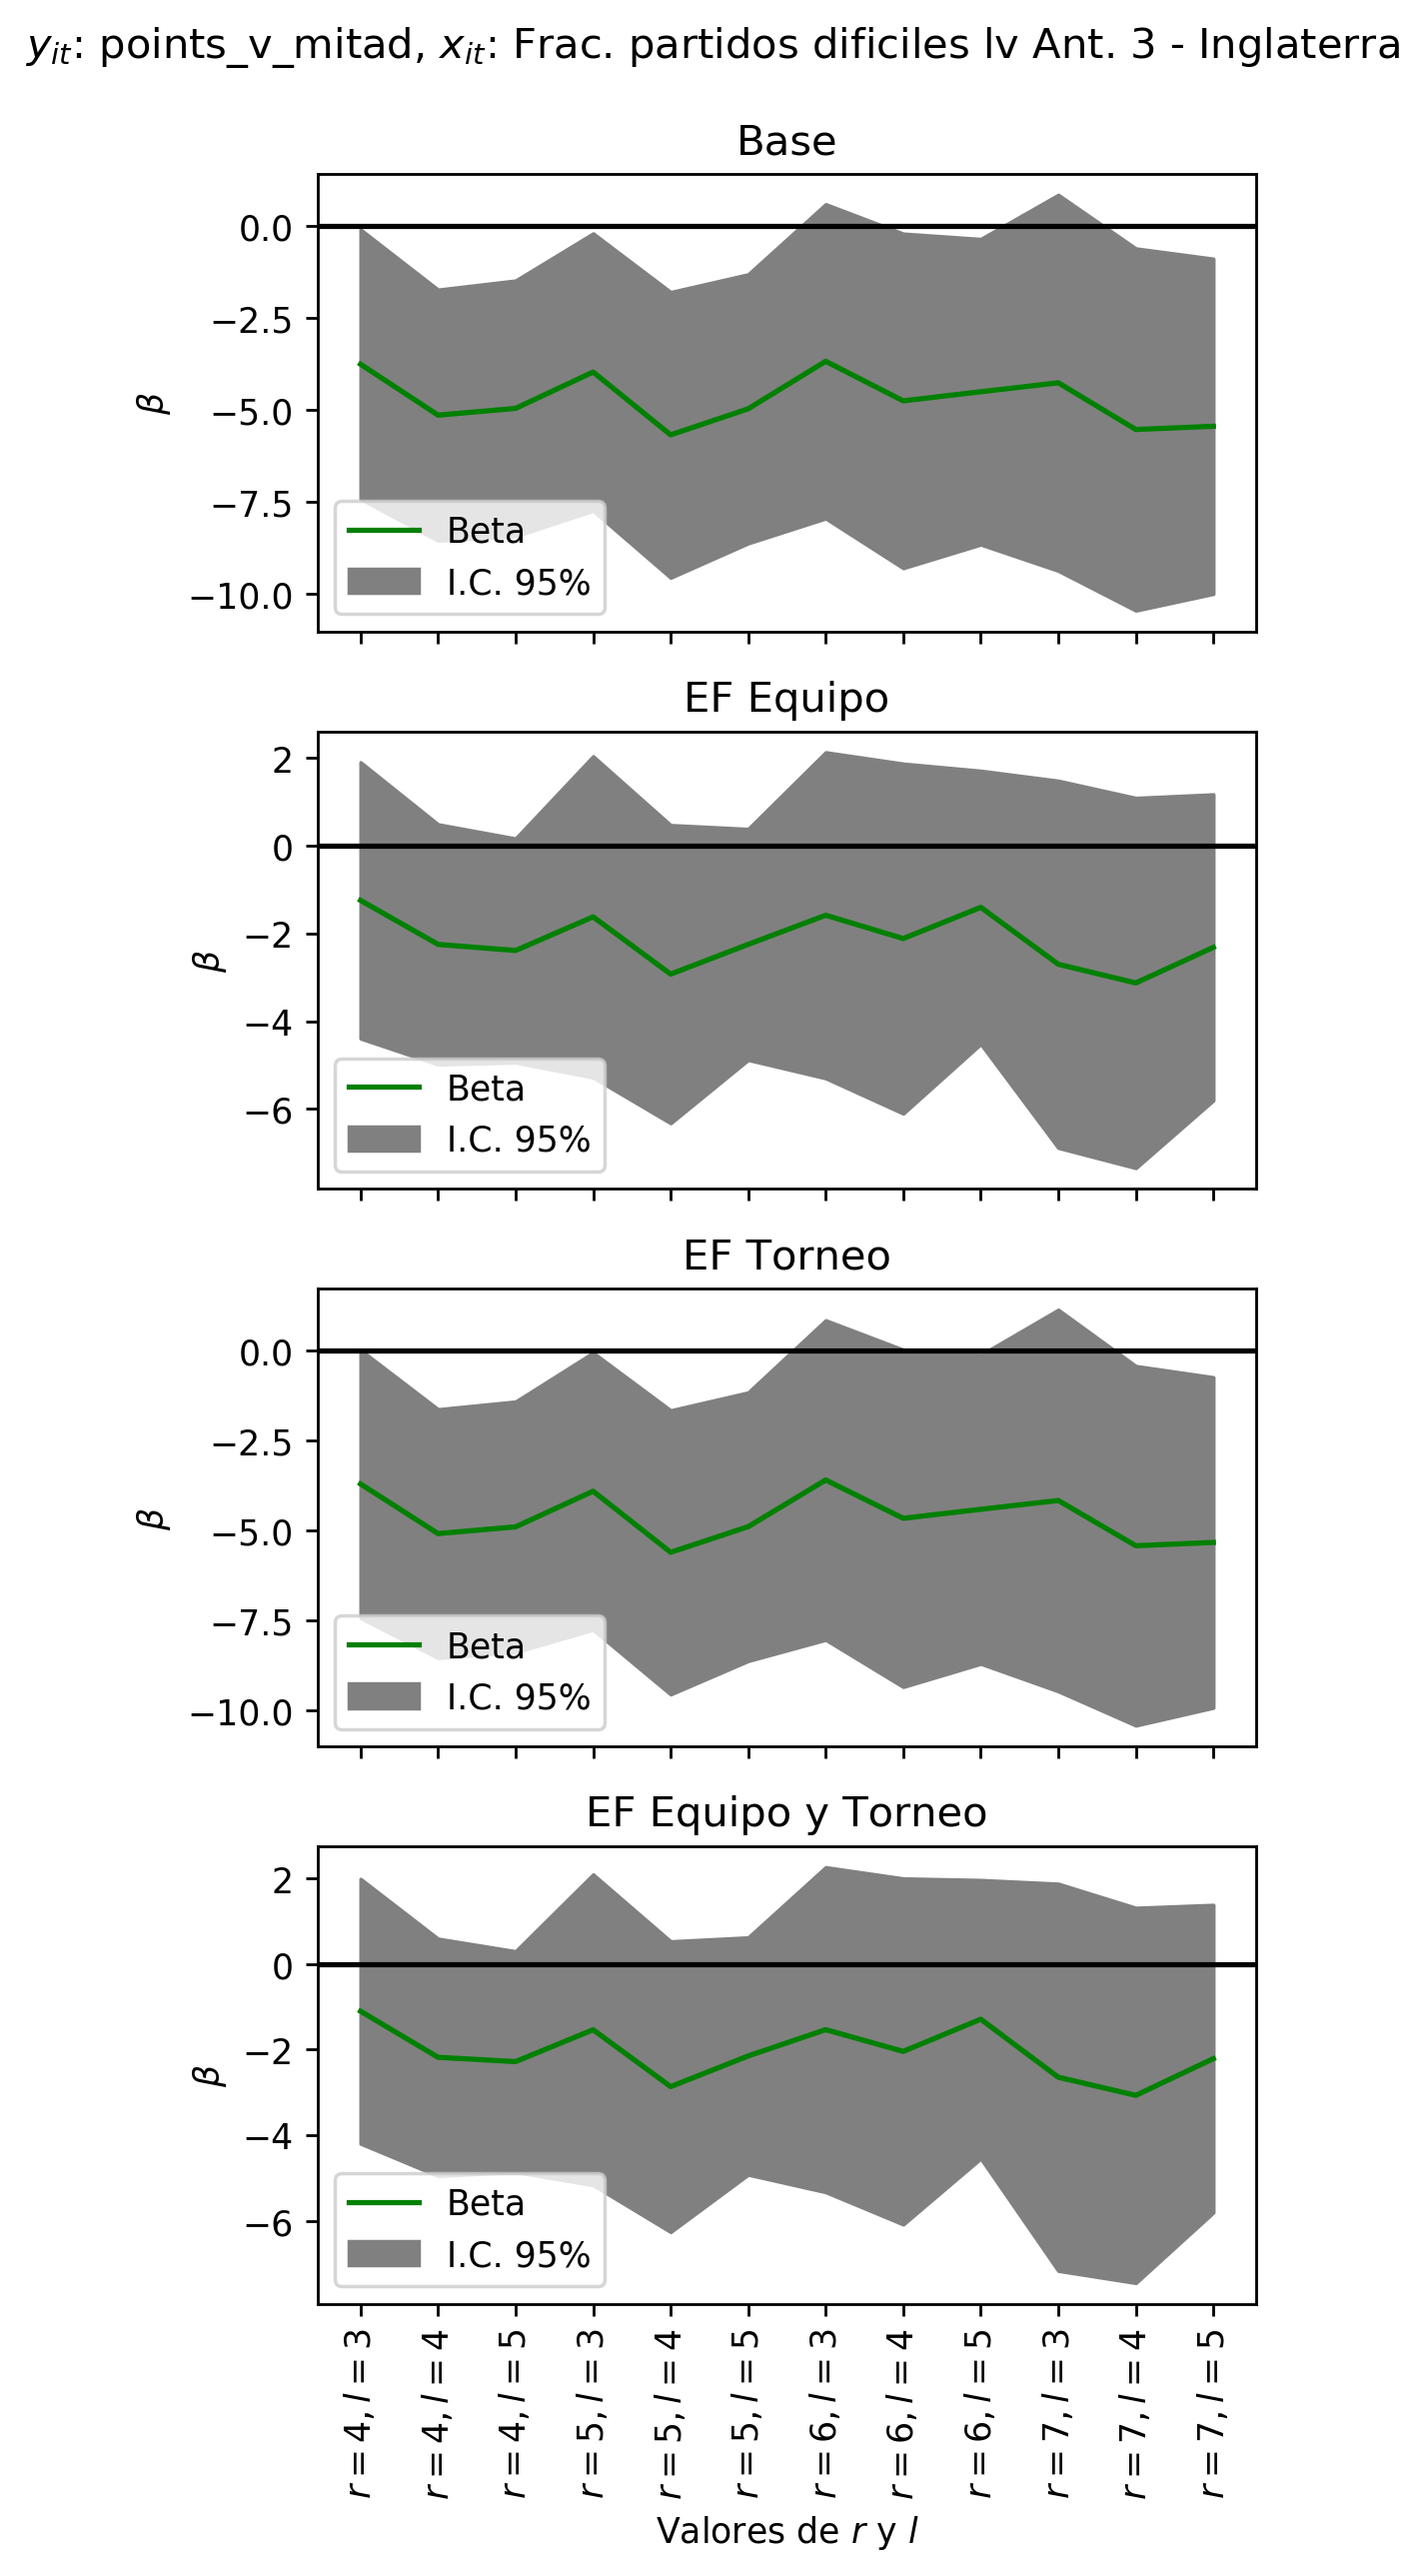 y_it: points_v_mitad, x_it: Frac. partidos dificiles lv Ant. 3 - Inglaterra
Base
0.0
−2.5
−5.0
−7.5
−10.0
β
Beta
I.C. 95%
EF Equipo
2
0
−2
−4
−6
β
Beta
I.C. 95%
EF Torneo
0.0
−2.5
−5.0
−7.5
−10.0
β
Beta
I.C. 95%
EF Equipo y Torneo
2
0
−2
−4
−6
β
Beta
I.C. 95%
r = 4, l = 3
r = 4, l = 4
r = 4, l = 5
r = 5, l = 3
r = 5, l = 4
r = 5, l = 5
r = 6, l = 3
r = 6, l = 4
r = 6, l = 5
r = 7, l = 3
r = 7, l = 4
r = 7, l = 5
Valores de r y l